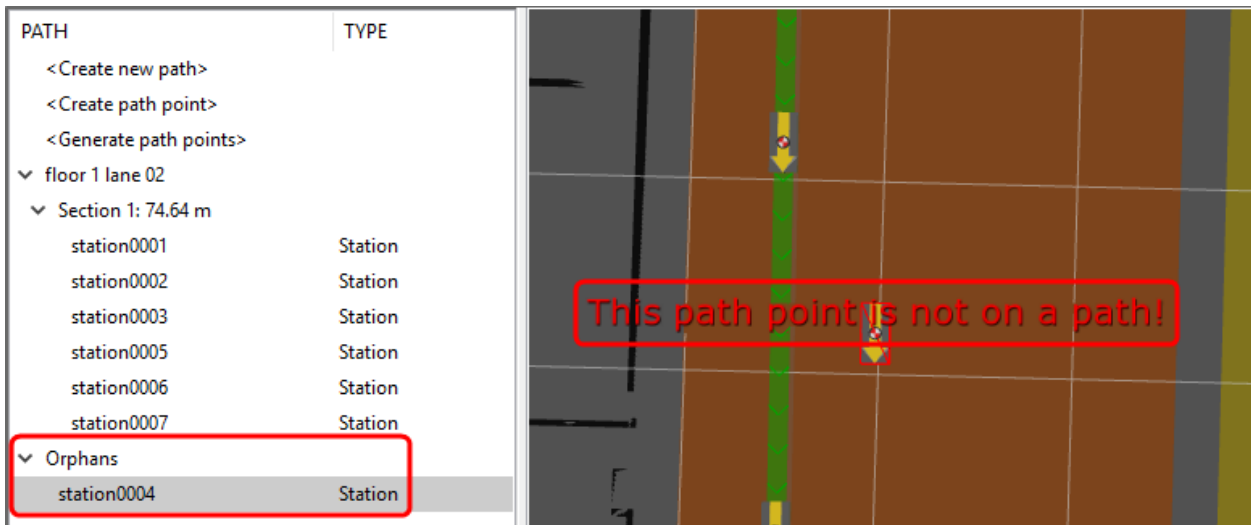 PATH TYPE
<Create new path>
<Create path point>
<Generate path points>
floor 1 lane 02
Section 1: 74.64 m
station0001 Station
station0002 Station
station0003 Station
station0005 Station
station0006 Station
station0007 Station
Orphans
station0004 Station
This path point is not on a path!